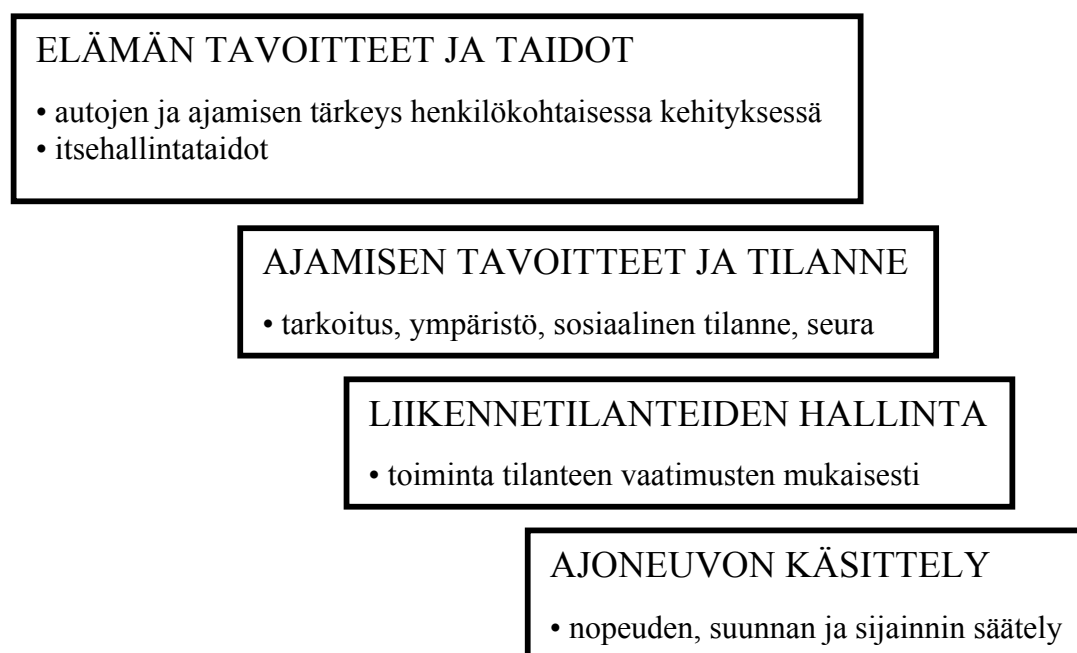 ELÄMÄN TAVOITTEET JA TAIDOT
• autojen ja ajamisen tärkeys henkilökohtaisessa kehityksessä
• itsehallintataidot
AJAMISEN TAVOITTEET JA TILANNE
• tarkoitus, ympäristö, sosiaalinen tilanne, seura
LIIKENNETILANTEIDEN HALLINTA
• toiminta tilanteen vaatimusten mukaisesti
AJONEUVON KÄSITTELY
• nopeuden, suunnan ja sijainnin säätely